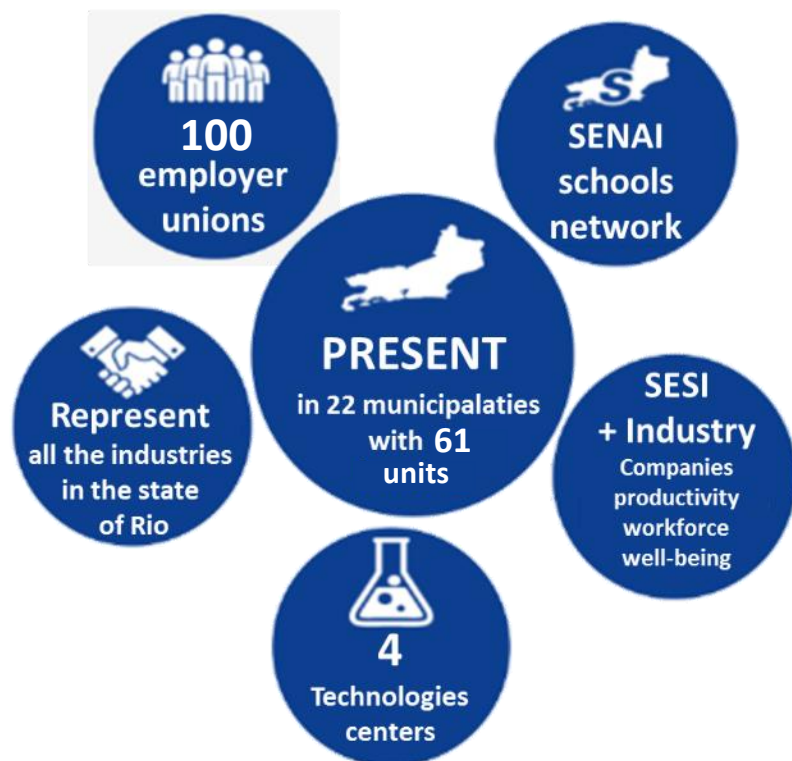 100
employer
unions
S
SENAI
schools
network
PRESENT
in 22 municipalaties
with 61
units
Represent
all the industries
in the state
of Rio
SESI
+ Industry
Companies
productivity
workforce
well-being
4
Technologies
centers